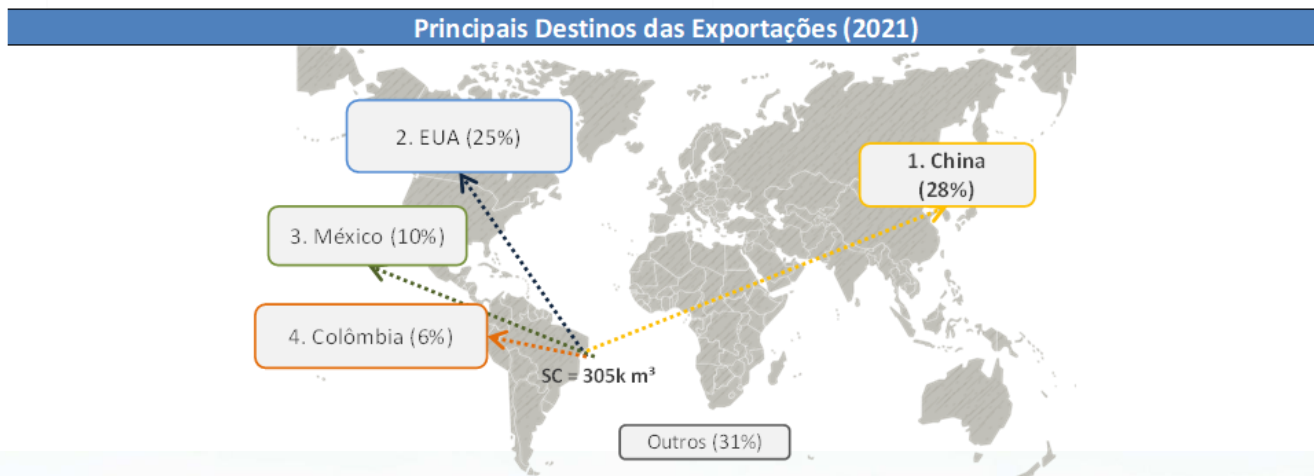 Principais Destinos das Exportações (2021)
2. EUA (25%)
1. China
(28%)
3. México (10%)
4. Colômbia (6%)
SC = 305k m³
Outros (31%)